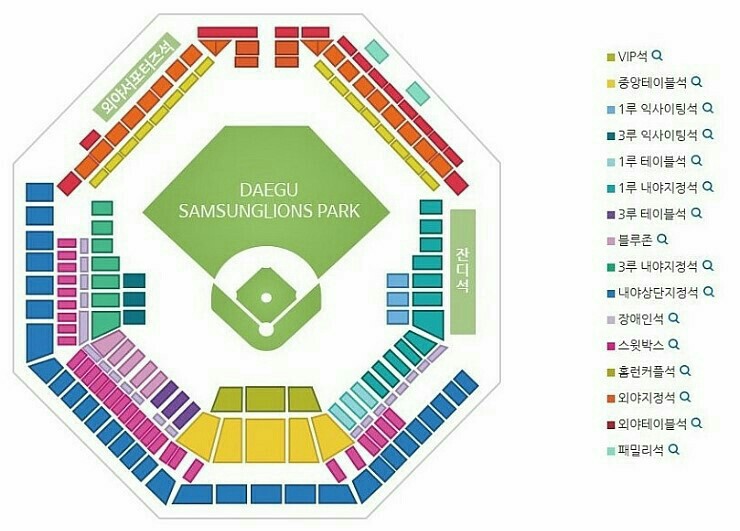 외야서포터즈석
DAEGU
SAMSUNGLIONS PARK
잔디석
VIP석
중앙테이블석
1루 익사이팅석
3루 익사이팅석
1루 테이블석
1루 내야지정석
3루 테이블석
블루존
3루 내야지정석
내야상단지정석
장애인석
스윗박스
홈런커플석
외야지정석
외야테이블석
패밀리석